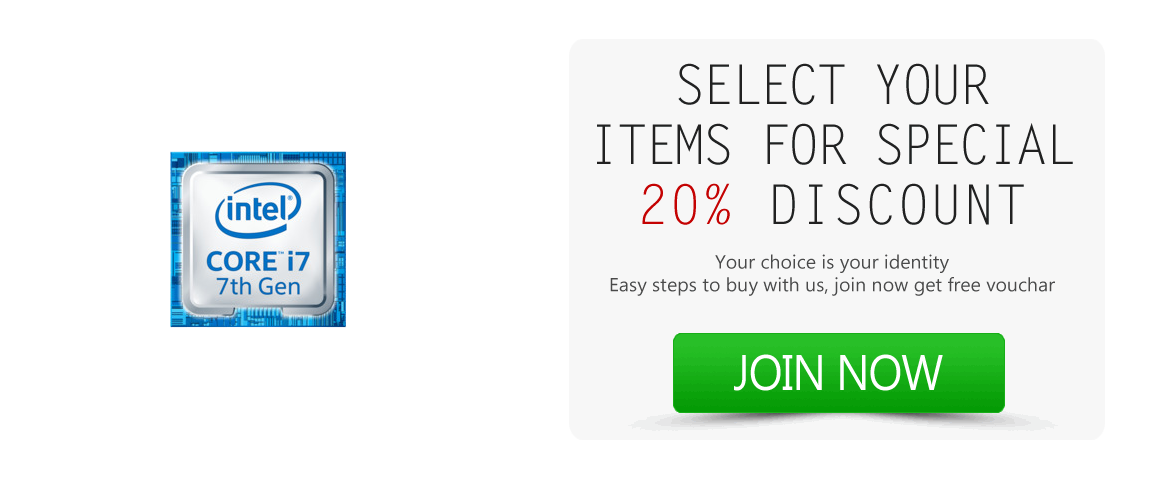 intel®
CORE™ i7
7th Gen
SELECT YOUR
ITEMS FOR SPECIAL
20% DISCOUNT
Your choice is your identity
Easy steps to buy with us, join now get free vouchar
JOIN NOW